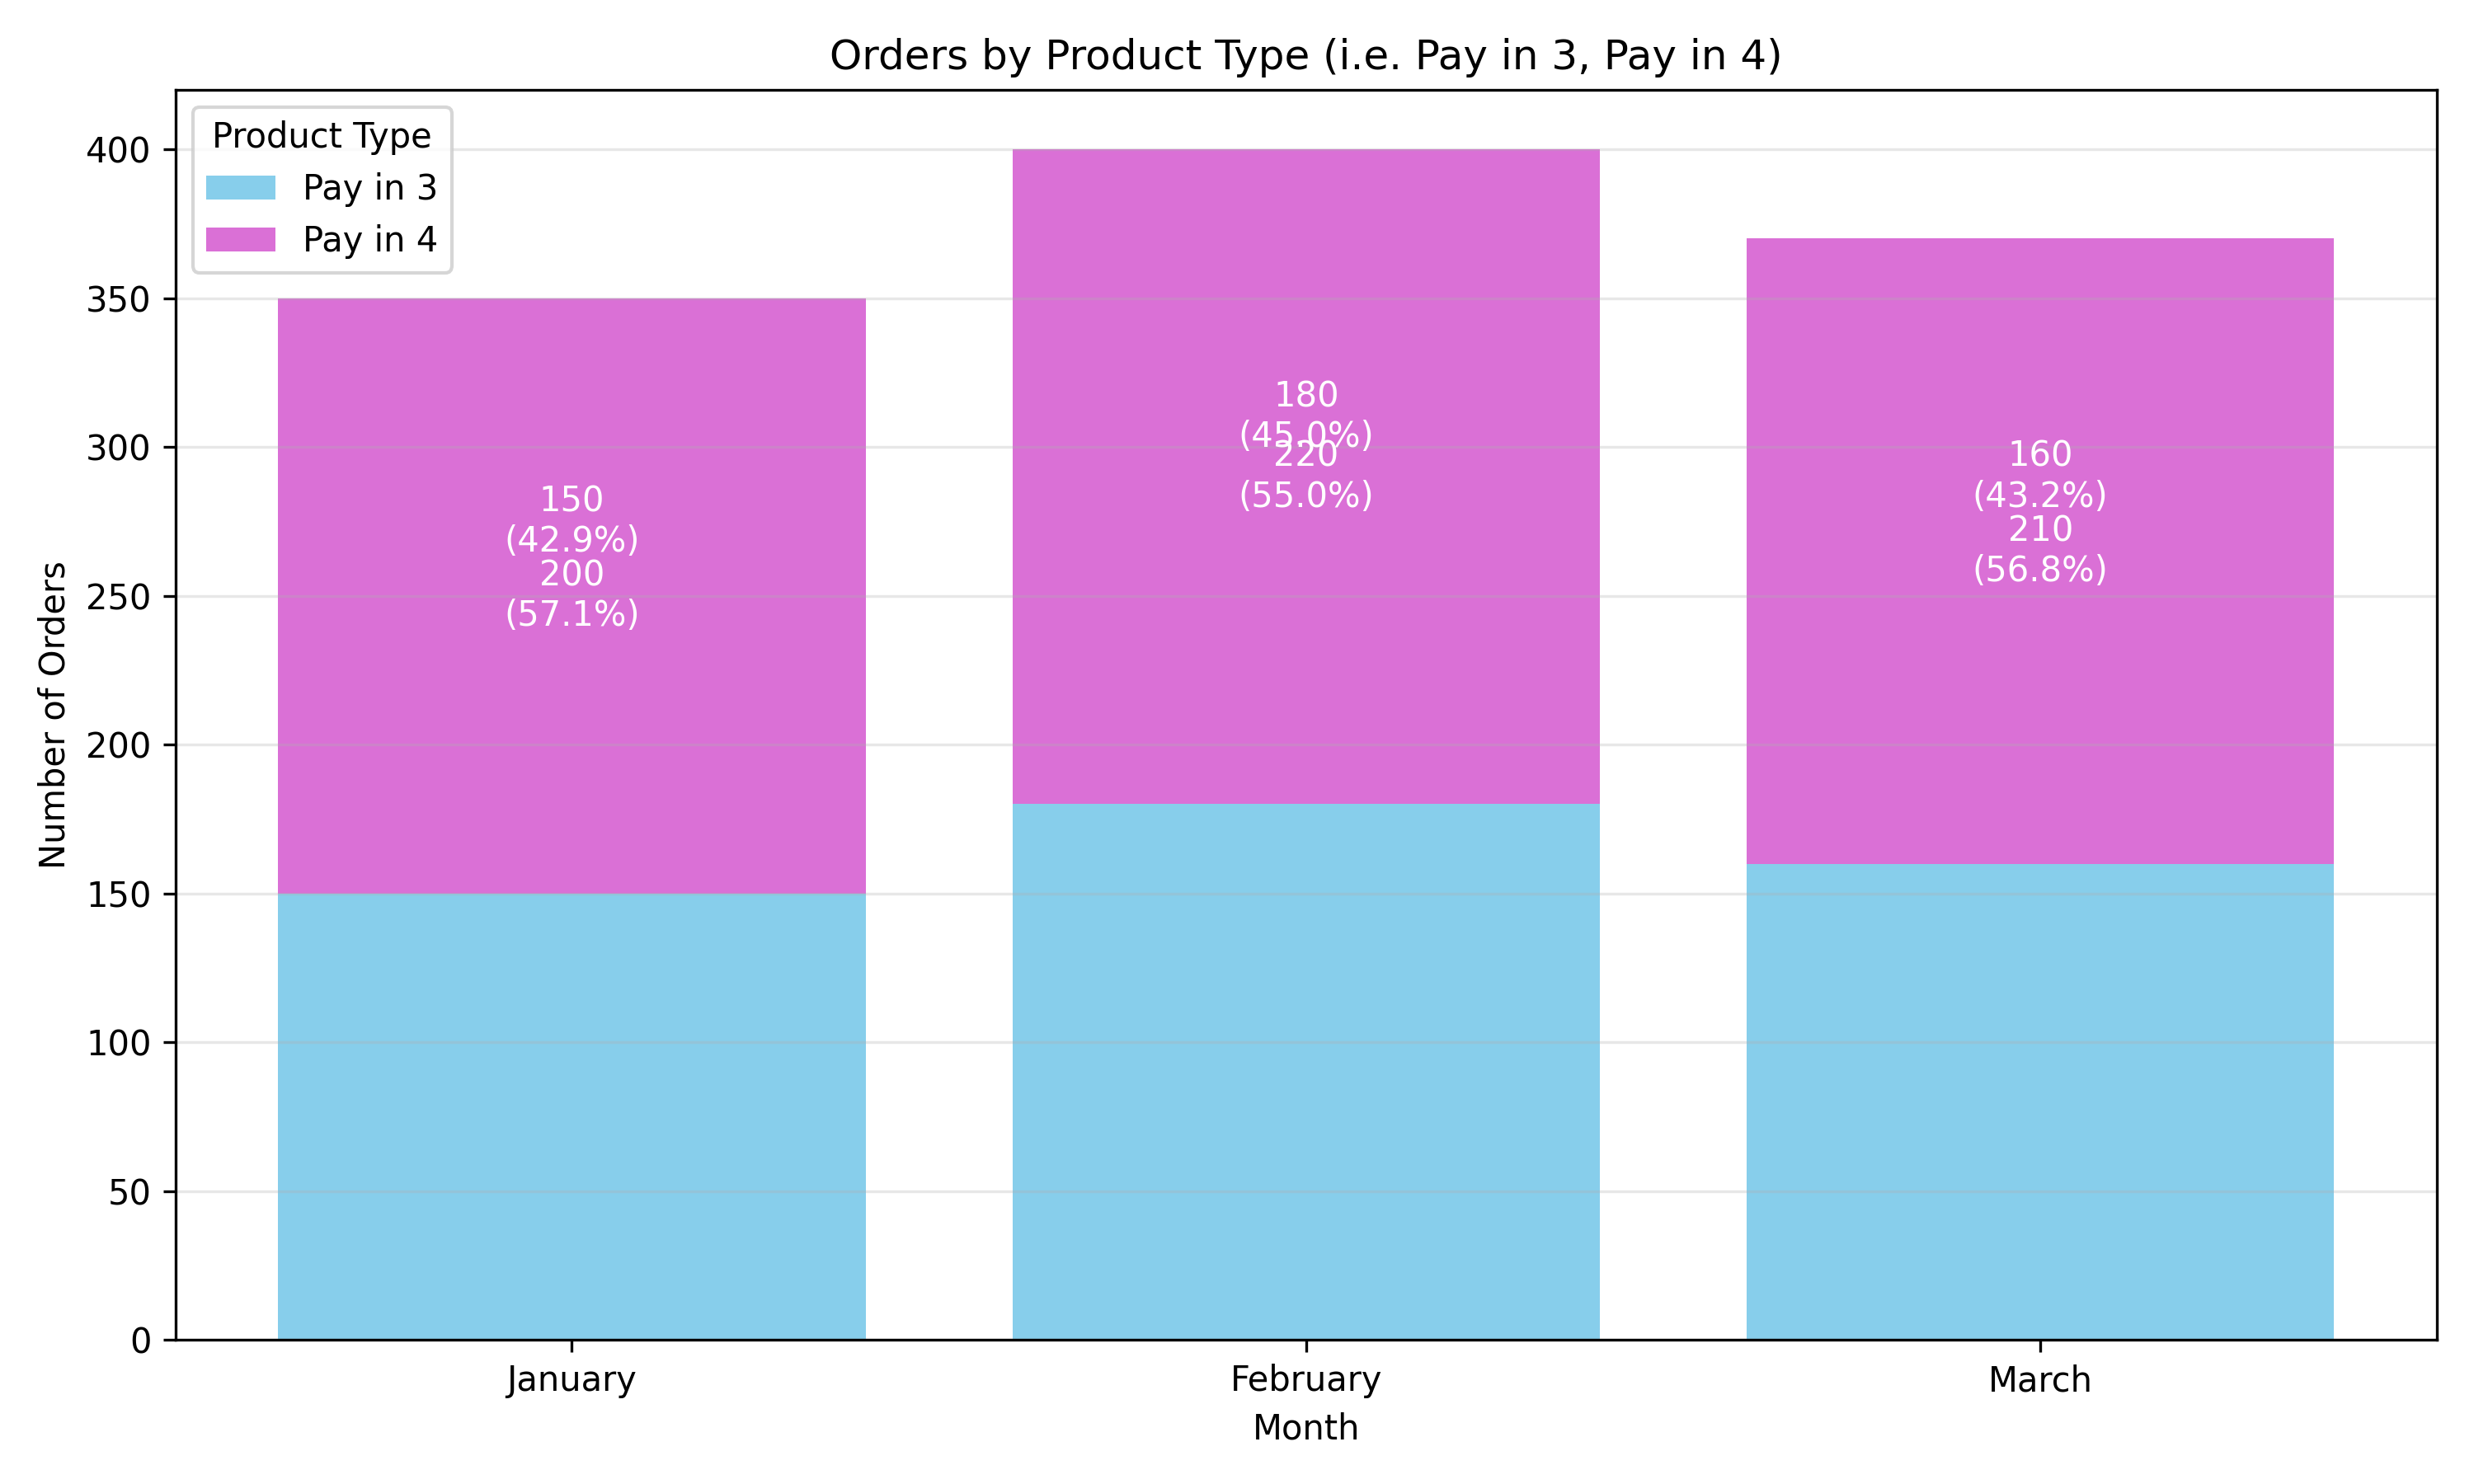 Orders by Product Type (i.e. Pay in 3, Pay in 4)
Product Type
Pay in 3
Pay in 4
400
350
300
250
200
150
100
50
0
Number of Orders
150
(42.9%)
200
(57.1%)
180
(45.0%)
220
(55.0%)
160
(43.2%)
210
(56.8%)
January
February
March
Month